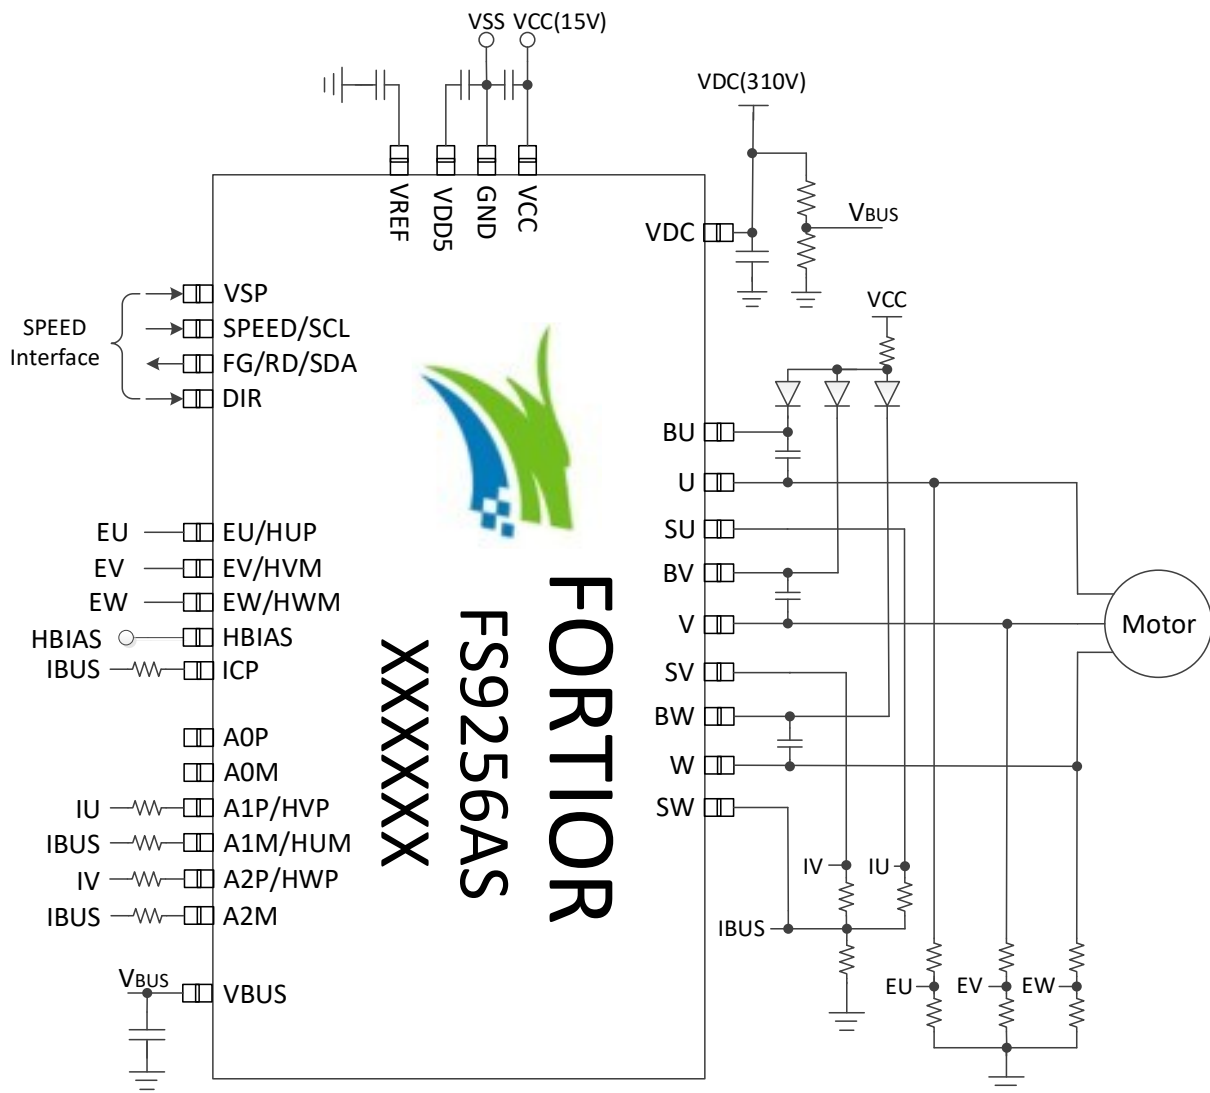 VSS VCC(15V)
VDC(310V)
VREF
VDD5
GND
VCC
VDC
VBUS
VCC
SPEED
Interface
VSP
SPEED/SCL
FG/RD/SDA
DIR
BU
U
SU
BV
V
SV
BW
W
SW
Motor
EU EU/HUP
EV EV/HVM
EW EW/HWM
HBIAS HBIAS
IBUS ICP
A0P
A0M
IU A1P/HVP
IBUS A1M/HUM
IV A2P/HWP
IBUS A2M
VBUS VBUS
FORTIOR
FS9256AS
XXXXXXX
IV IU
IBUS
EU EV EW